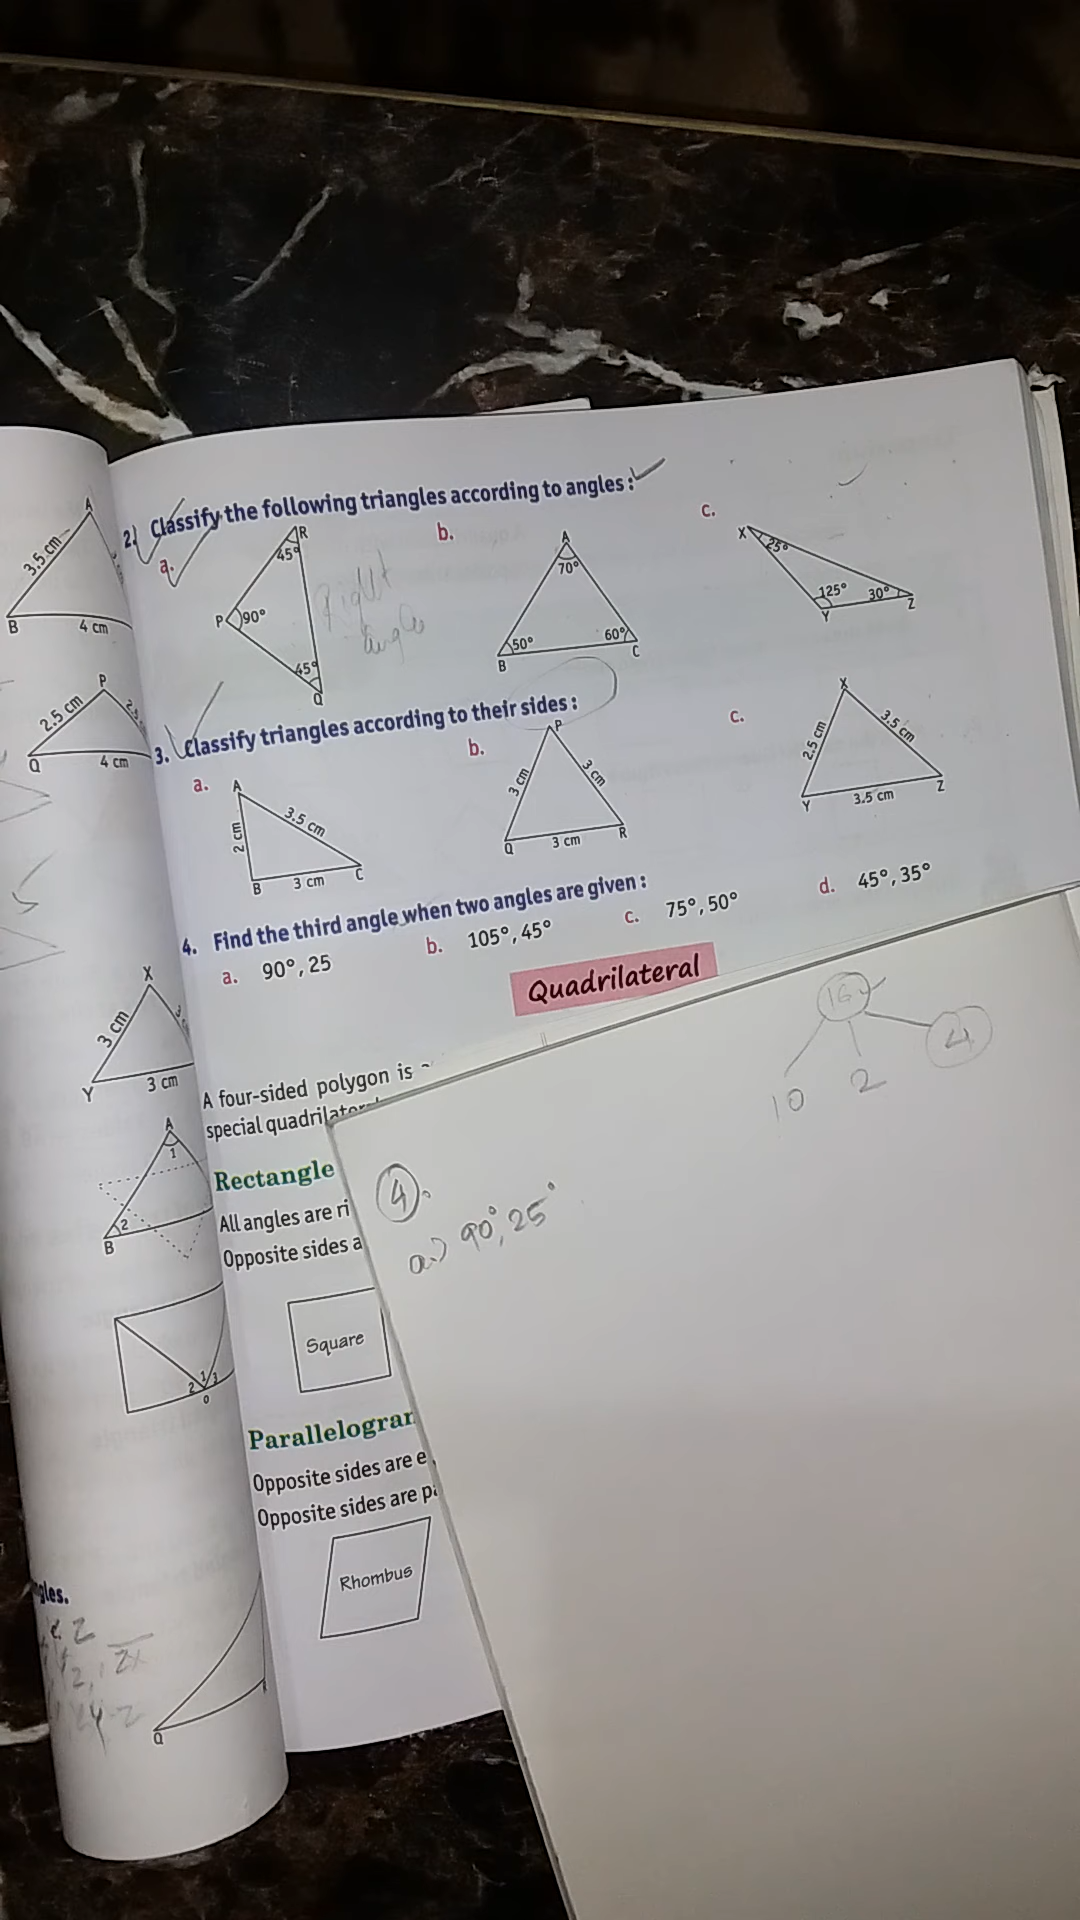 A
3.5 cm
B
4 cm
P
2.5 cm
Q
4 cm
X
3 cm
Y
3 cm
A
1
2
B
2 1 3
O
gles.
Q
2. Classify the following triangles according to angles :
a.
R
45°
P
90°
45°
Q
Right
angle
b.
A
70°
50°
60°
B
C
c.
X
25°
125°
30°
Y
Z
3. Classify triangles according to their sides :
a.
A
2 cm
3.5 cm
B
3 cm
C
b.
P
3 cm
3 cm
Q
3 cm
R
c.
X
2.5 cm
3.5 cm
Y
3.5 cm
Z
4. Find the third angle when two angles are given :
a. 90°, 25
b. 105°, 45°
c. 75°, 50°
d. 45°, 35°
Quadrilateral
A four-sided polygon is
special quadrilater
Rectangle
All angles are ri
Opposite sides a
Square
Parallelogram
Opposite sides are e
Opposite sides are pa
Rhombus
16
10 2 4
4.
a.) 90°, 25°